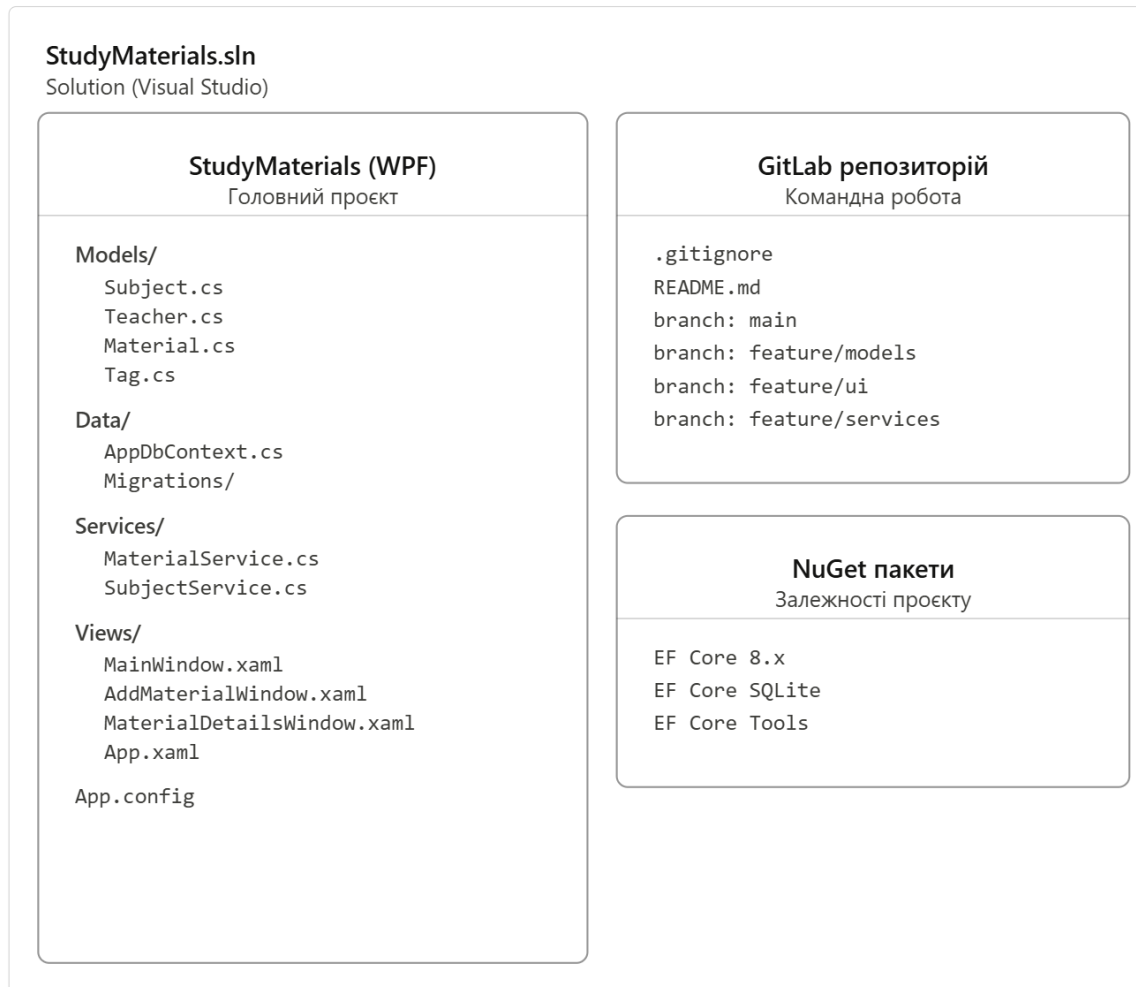 StudyMaterials.sln
Solution (Visual Studio)
StudyMaterials (WPF)
Головний проєкт
Models/
Subject.cs
Teacher.cs
Material.cs
Tag.cs
Data/
AppDbContext.cs
Migrations/
Services/
MaterialService.cs
SubjectService.cs
Views/
MainWindow.xaml
AddMaterialWindow.xaml
MaterialDetailsWindow.xaml
App.xaml
App.config
GitLab репозиторій
Командна робота
.gitignore
README.md
branch: main
branch: feature/models
branch: feature/ui
branch: feature/services
NuGet пакети
Залежності проєкту
EF Core 8.x
EF Core SQLite
EF Core Tools